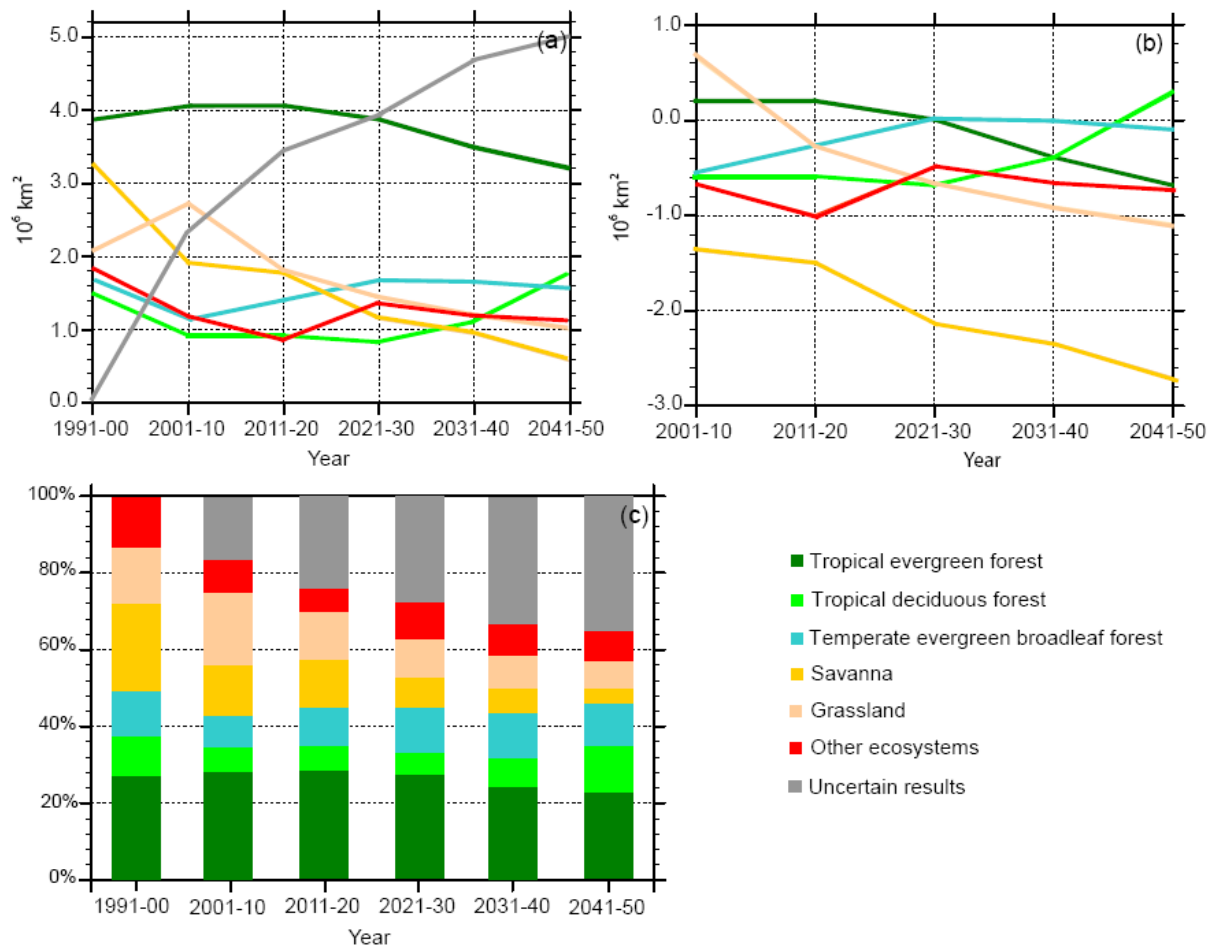 (a)
10⁶ km²
5.0
4.0
3.0
2.0
1.0
0.0
1991-00 2001-10 2011-20 2021-30 2031-40 2041-50
Year
(b)
10⁶ km²
1.0
0.0
-1.0
-2.0
-3.0
2001-10 2011-20 2021-30 2031-40 2041-50
Year
(c)
100%
80%
60%
40%
20%
0%
1991-00 2001-10 2011-20 2021-30 2031-40 2041-50
Year
Tropical evergreen forest
Tropical deciduous forest
Temperate evergreen broadleaf forest
Savanna
Grassland
Other ecosystems
Uncertain results